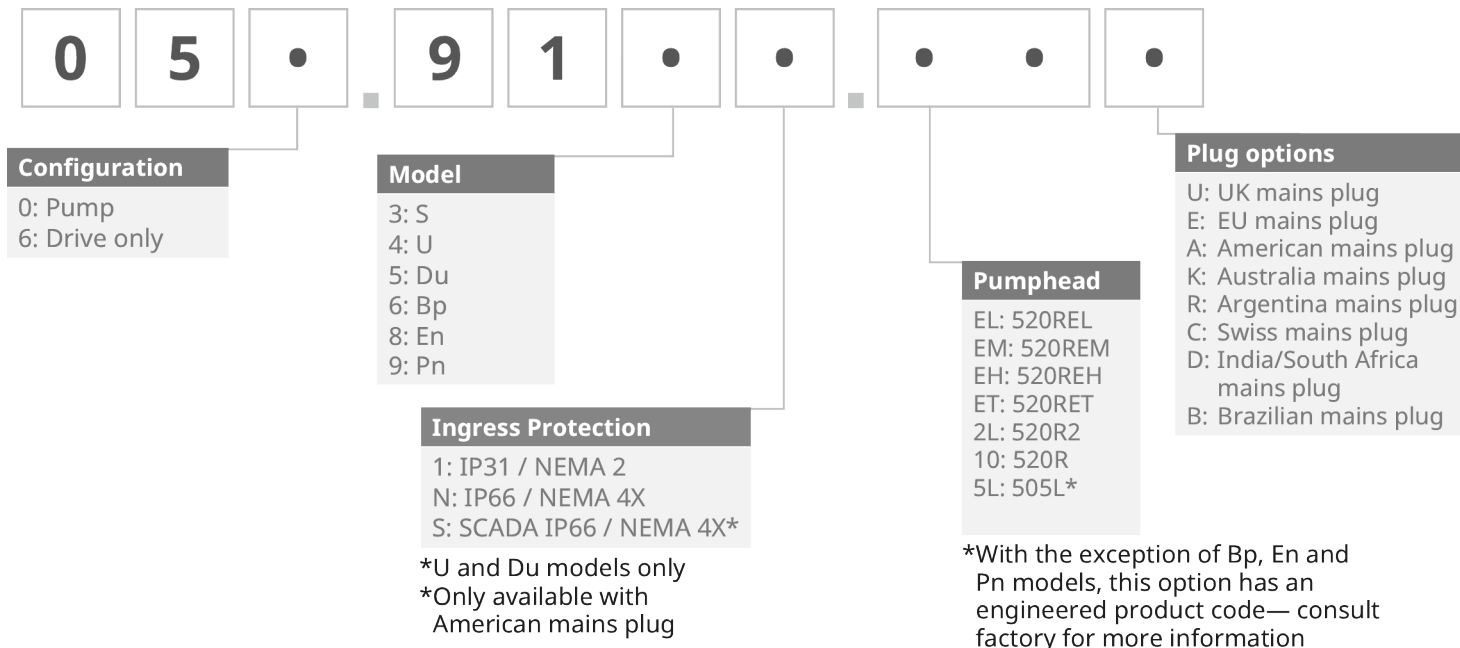 0 5 • . 9 1 • • . • • •
Configuration
0: Pump
6: Drive only
Model
3: S
4: U
5: Du
6: Bp
8: En
9: Pn
Ingress Protection
1: IP31 / NEMA 2
N: IP66 / NEMA 4X
S: SCADA IP66 / NEMA 4X*
*U and Du models only
*Only available with
American mains plug
Pumphead
EL: 520REL
EM: 520REM
EH: 520REH
ET: 520RET
2L: 520R2
10: 520R
5L: 505L*
*With the exception of Bp, En and
Pn models, this option has an
engineered product code— consult
factory for more information
Plug options
U: UK mains plug
E: EU mains plug
A: American mains plug
K: Australia mains plug
R: Argentina mains plug
C: Swiss mains plug
D: India/South Africa
mains plug
B: Brazilian mains plug